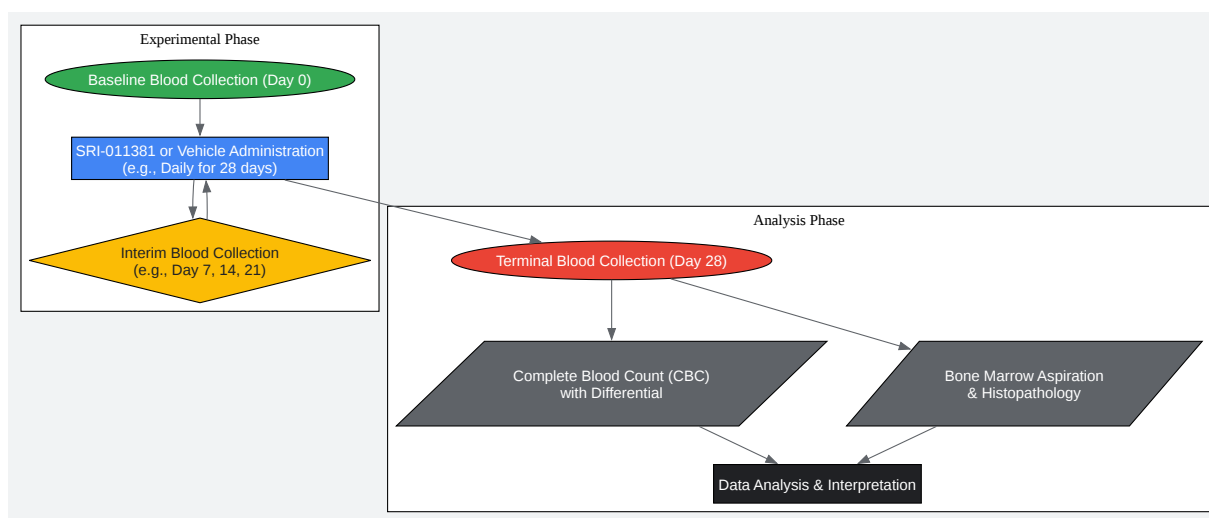 Experimental Phase
Baseline Blood Collection (Day 0)
SRI-011381 or Vehicle Administration
(e.g., Daily for 28 days)
Interim Blood Collection
(e.g., Day 7, 14, 21)
Analysis Phase
Terminal Blood Collection (Day 28)
Complete Blood Count (CBC)
with Differential
Bone Marrow Aspiration
& Histopathology
Data Analysis & Interpretation